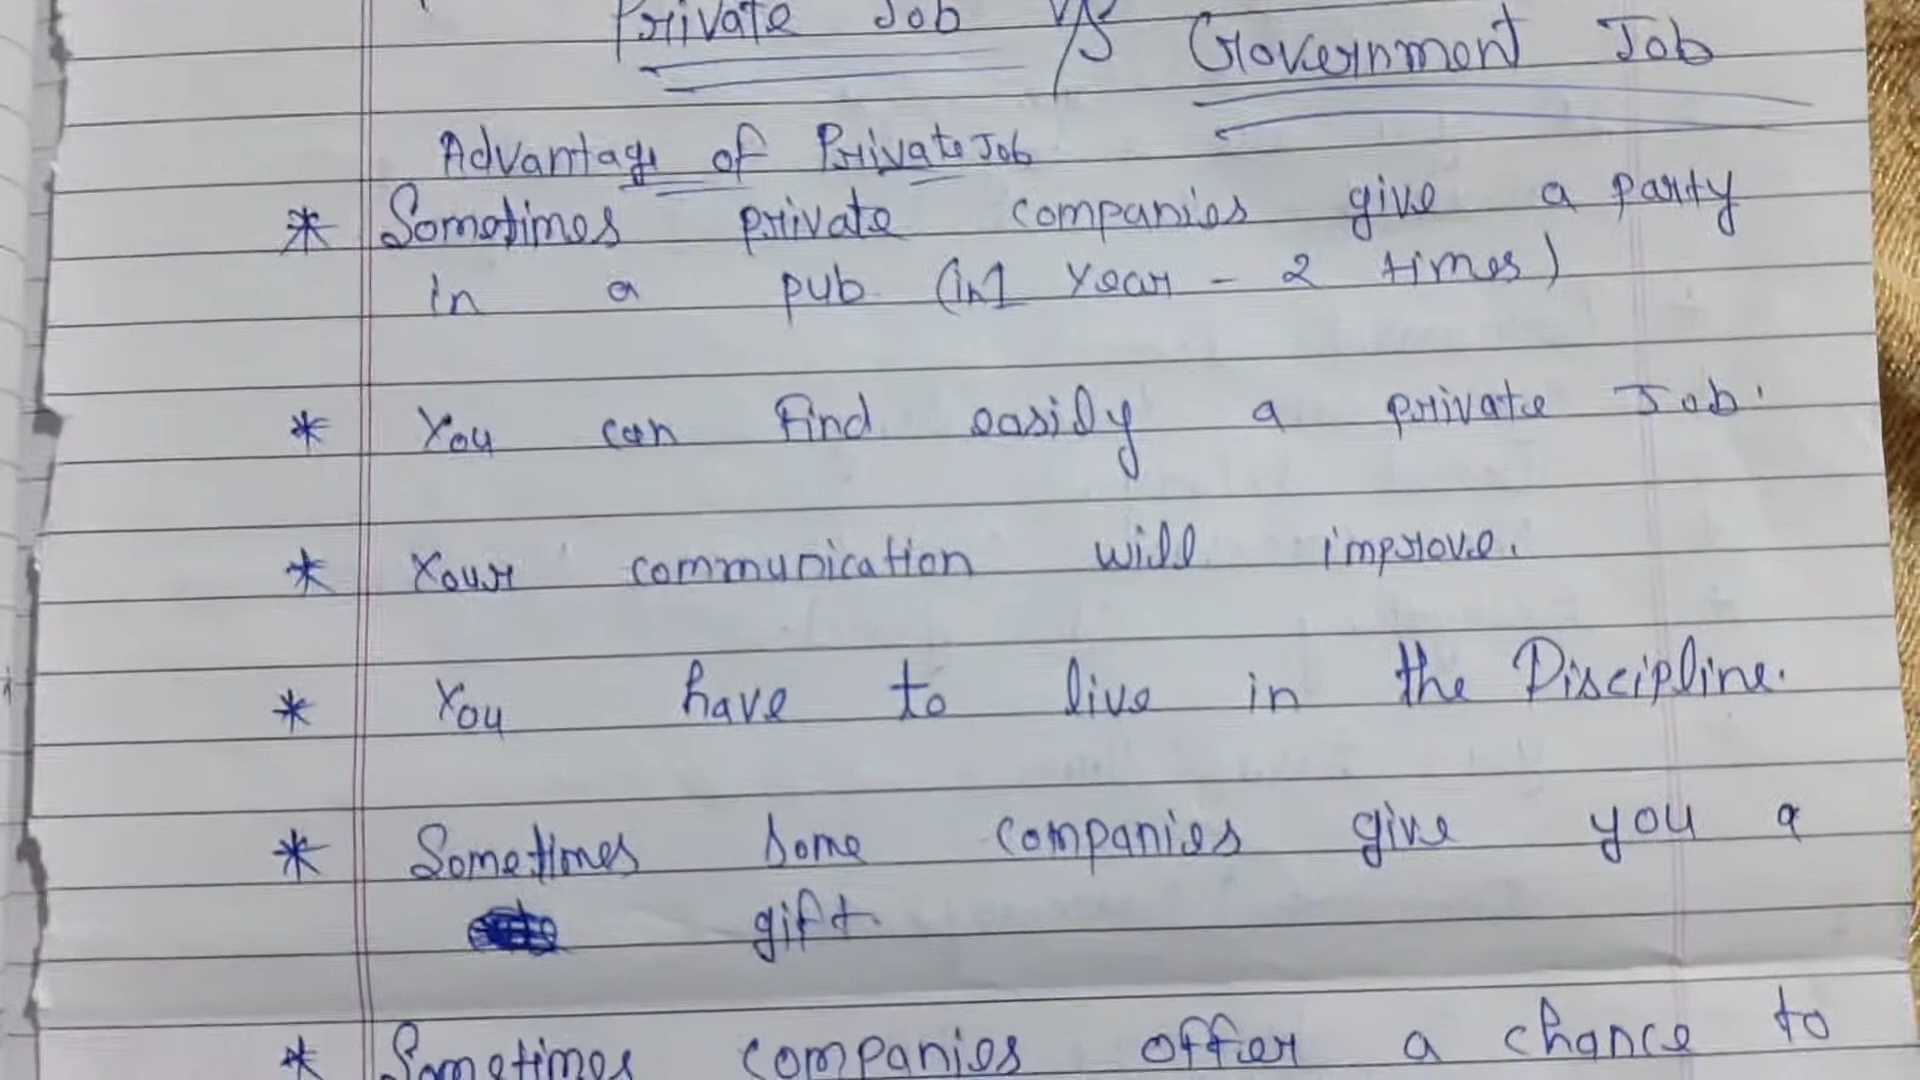 Private Job v/s Government Job
Advantage of Private Job
* Sometimes private companies give a party
in a pub (in 1 Year - 2 times)
* You can find easily a private Job.
* Your communication will improve.
* You have to live in the Discipline.
* Sometimes some companies give you a
gift.
* Sometimes companies offer a chance to